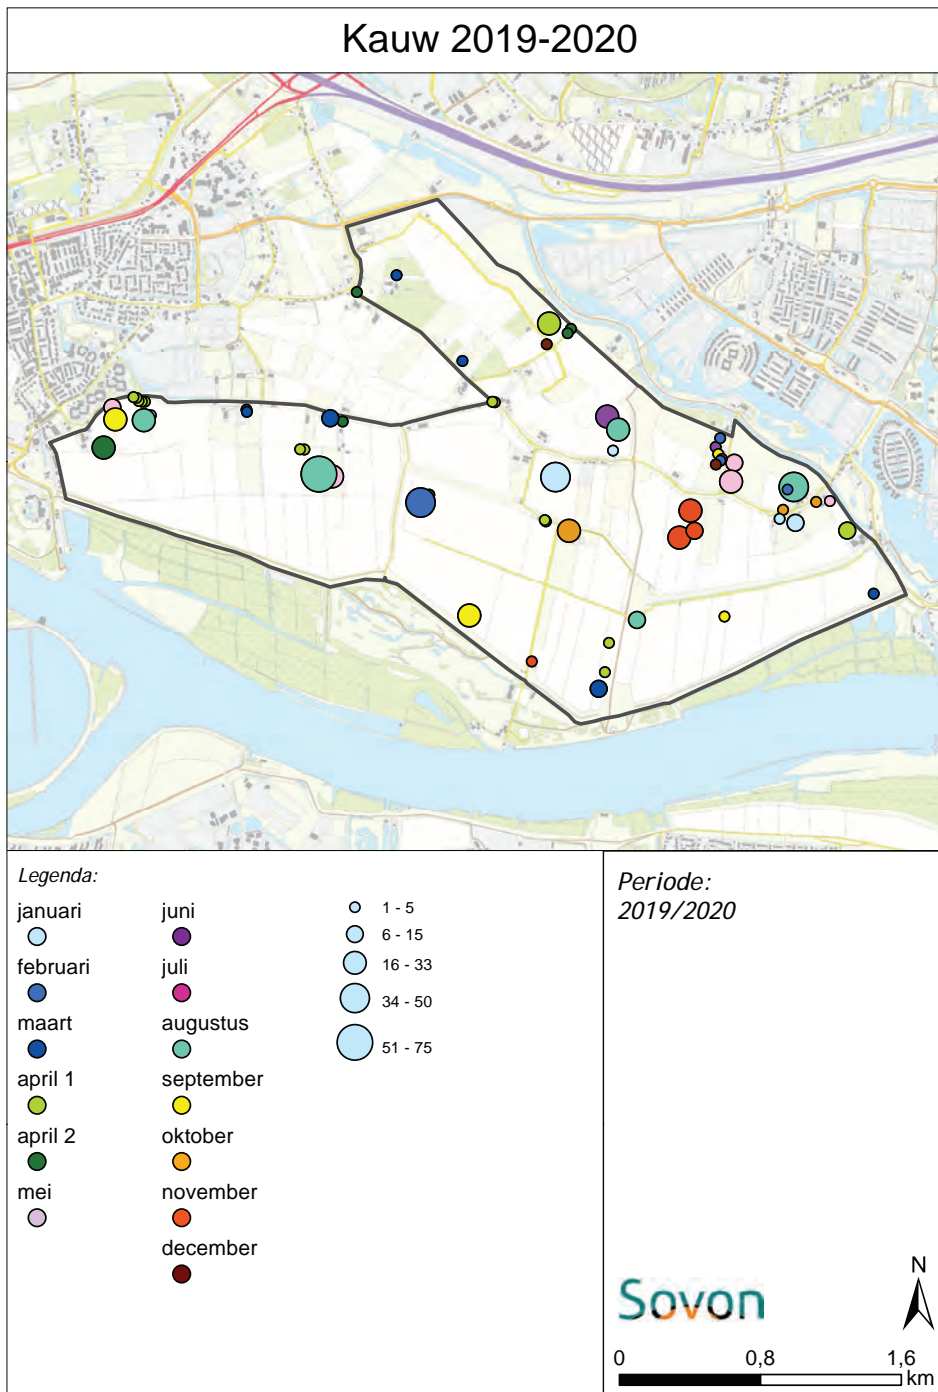 Kauw 2019-2020
Legenda:
januari
februari
maart
april 1
april 2
mei
juni
juli
augustus
september
oktober
november
december
1 - 5
6 - 15
16 - 33
34 - 50
51 - 75
Periode:
2019/2020
Sovon
N
0 0,8 1,6
km